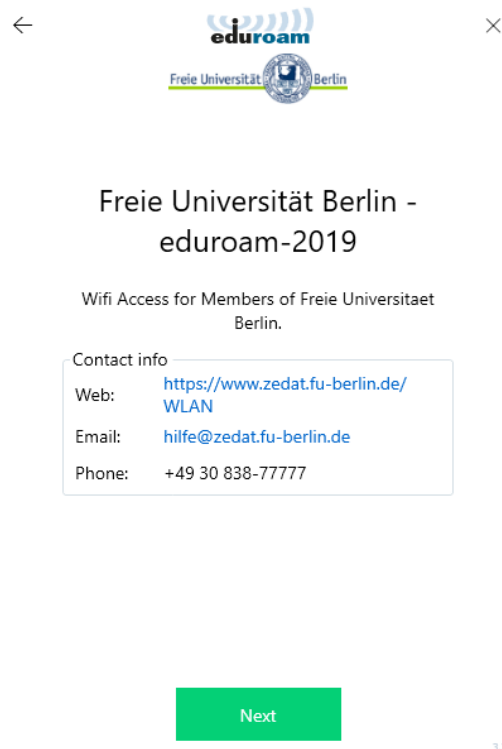 eduroam
Freie Universität Berlin
Freie Universität Berlin -
eduroam-2019
Wifi Access for Members of Freie Universitaet
Berlin.
Contact info
Web: https://www.zedat.fu-berlin.de/
WLAN
Email: hilfe@zedat.fu-berlin.de
Phone: +49 30 838-77777
Next
3